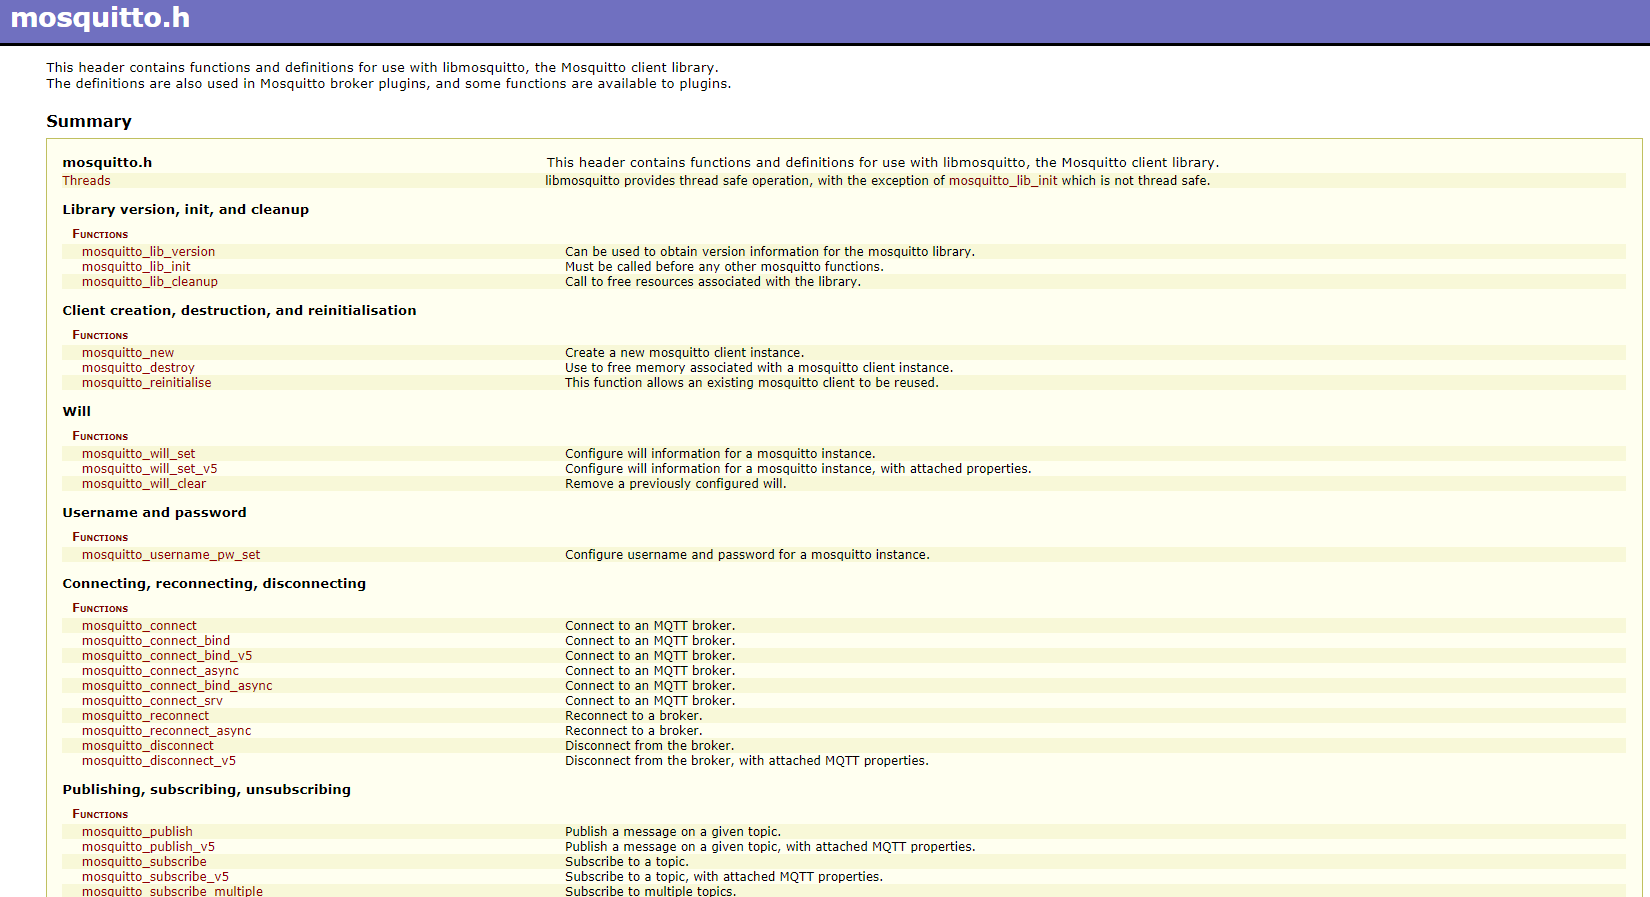 mosquitto.h
This header contains functions and definitions for use with libmosquitto, the Mosquitto client library.
The definitions are also used in Mosquitto broker plugins, and some functions are available to plugins.
Summary
mosquitto.h This header contains functions and definitions for use with libmosquitto, the Mosquitto client library.
Threads libmosquitto provides thread safe operation, with the exception of mosquitto_lib_init which is not thread safe.
Library version, init, and cleanup
Functions
mosquitto_lib_version Can be used to obtain version information for the mosquitto library.
mosquitto_lib_init Must be called before any other mosquitto functions.
mosquitto_lib_cleanup Call to free resources associated with the library.
Client creation, destruction, and reinitialisation
Functions
mosquitto_new Create a new mosquitto client instance.
mosquitto_destroy Use to free memory associated with a mosquitto client instance.
mosquitto_reinitialise This function allows an existing mosquitto client to be reused.
Will
Functions
mosquitto_will_set Configure will information for a mosquitto instance.
mosquitto_will_set_v5 Configure will information for a mosquitto instance, with attached properties.
mosquitto_will_clear Remove a previously configured will.
Username and password
Functions
mosquitto_username_pw_set Configure username and password for a mosquitto instance.
Connecting, reconnecting, disconnecting
Functions
mosquitto_connect Connect to an MQTT broker.
mosquitto_connect_bind Connect to an MQTT broker.
mosquitto_connect_bind_v5 Connect to an MQTT broker.
mosquitto_connect_async Connect to an MQTT broker.
mosquitto_connect_bind_async Connect to an MQTT broker.
mosquitto_connect_srv Connect to an MQTT broker.
mosquitto_reconnect Reconnect to a broker.
mosquitto_reconnect_async Reconnect to a broker.
mosquitto_disconnect Disconnect from the broker.
mosquitto_disconnect_v5 Disconnect from the broker, with attached MQTT properties.
Publishing, subscribing, unsubscribing
Functions
mosquitto_publish Publish a message on a given topic.
mosquitto_publish_v5 Publish a message on a given topic, with attached MQTT properties.
mosquitto_subscribe Subscribe to a topic.
mosquitto_subscribe_v5 Subscribe to a topic, with attached MQTT properties.
mosquitto_subscribe_multiple Subscribe to multiple topics.